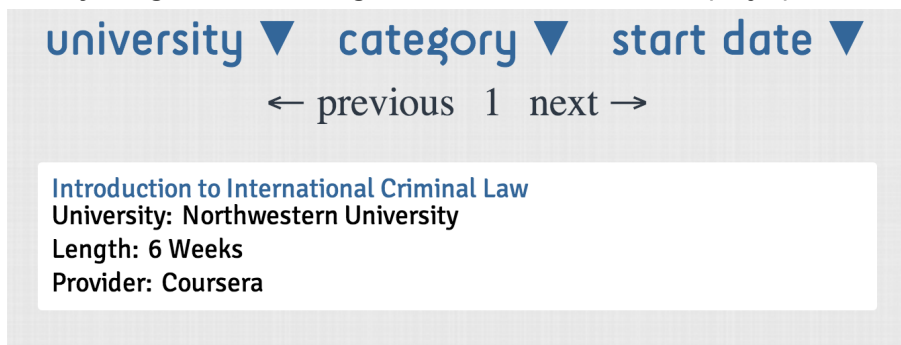 university ▼ category ▼ start date ▼
← previous 1 next →
Introduction to International Criminal Law
University: Northwestern University
Length: 6 Weeks
Provider: Coursera